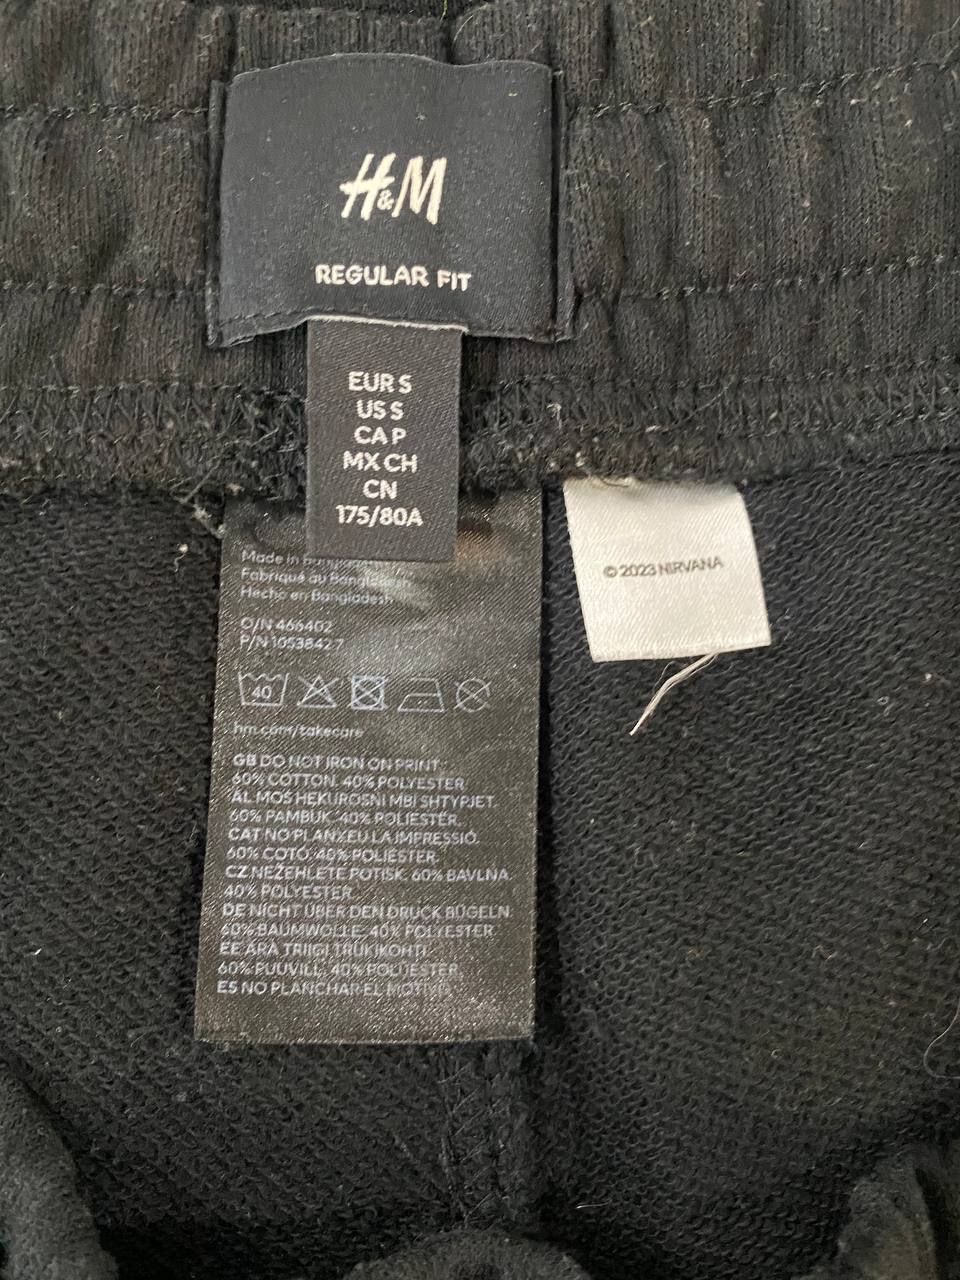 H&M
REGULAR FIT
EUR S
US S
CA P
MX CH
CN
175/80A
© 2023 NIRVANA
Made in Bangladesh
Fabriqué au Bangladesh
Hecho en Bangladesh
O/N 466402
P/N 1053842 7
40
hm.com/takecare
GB DO NOT IRON ON PRINT.
60% COTTON. 40% POLYESTER
AL MOS HEKUROSNI MBI SHTYPJET.
60% PAMBUK. 40% POLIESTËR.
CAT NO PLANXEU LA IMPRESSIÓ.
60% COTÓ. 40% POLIÈSTER.
CZ NEŽEHLETE POTISK. 60% BAVLNA.
40% POLYESTER
DE NICHT ÜBER DEN DRUCK BÜGELN.
60% BAUMWOLLE. 40% POLYESTER
EE ÄRA TRIIGI TRÜKIKOHTI.
60% PUUVILL. 40% POLÜESTER.
ES NO PLANCHAR EL MOTIVO